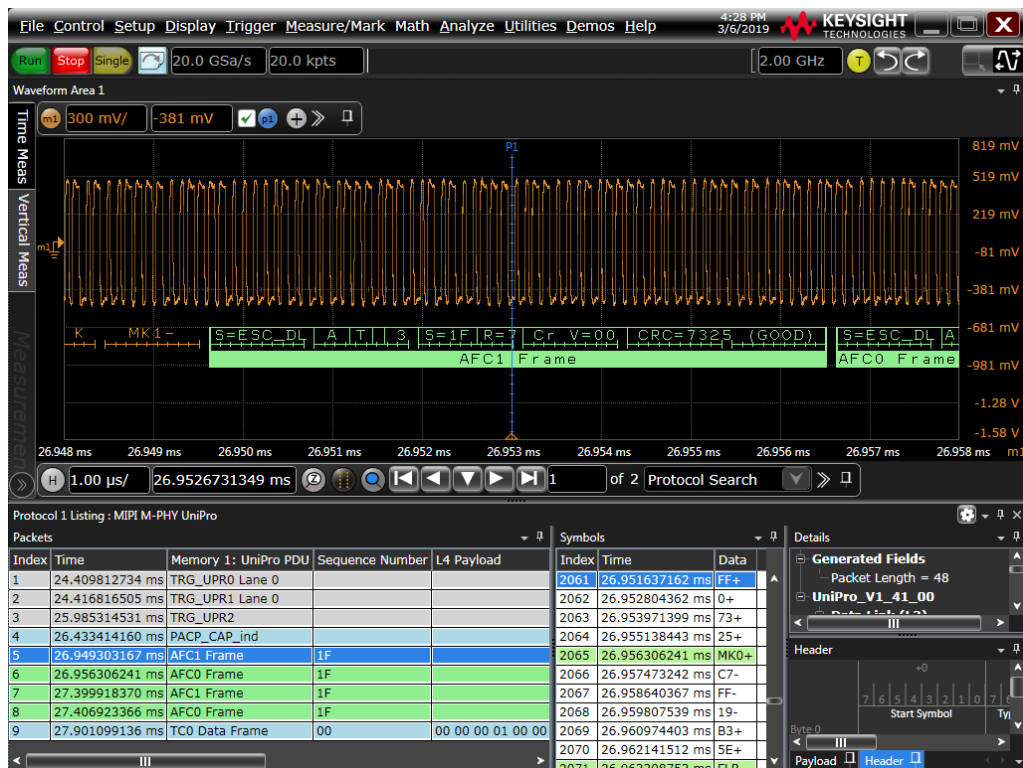 File Control Setup Display Trigger Measure/Mark Math Analyze Utilities Demos Help
4:28 PM
3/6/2019
KEYSIGHT
TECHNOLOGIES
Run Stop Single 20.0 GSa/s 20.0 kpts 2.00 GHz T
Waveform Area 1
Time Meas
Vertical Meas
Measuremen
m1 300 mV/ -381 mV p1
P1
819 mV
519 mV
219 mV
m1
-81 mV
-381 mV
-681 mV
-981 mV
-1.28 V
-1.58 V
K MK1- S=ESC_DL A T 3 S=1F R=7 Cr V=00 CRC=7325 (GOOD) S=ESC_DL A
AFC1 Frame AFC0 Frame
26.948 ms 26.949 ms 26.950 ms 26.951 ms 26.952 ms 26.953 ms 26.954 ms 26.955 ms 26.956 ms 26.957 ms 26.958 ms m1
H 1.00 µs/ 26.9526731349 ms Z 1 of 2 Protocol Search
Protocol 1 Listing : MIPI M-PHY UniPro
Packets
Index Time Memory 1: UniPro PDU Sequence Number L4 Payload
1 24.409812734 ms TRG_UPR0 Lane 0
2 24.416816505 ms TRG_UPR1 Lane 0
3 25.985314531 ms TRG_UPR2
4 26.433414160 ms PACP_CAP_ind
5 26.949303167 ms AFC1 Frame 1F
6 26.956306241 ms AFC0 Frame 1F
7 27.399918370 ms AFC1 Frame 1F
8 27.406923366 ms AFC0 Frame 1F
9 27.901099136 ms TC0 Data Frame 00 00 00 00 01 00 00
Symbols
Index Time Data
2061 26.951637162 ms FF+
2062 26.952804362 ms 0+
2063 26.953971399 ms 73+
2064 26.955138443 ms 25+
2065 26.956306241 ms MK0+
2066 26.957473242 ms C7-
2067 26.958640367 ms FF-
2068 26.959807539 ms 19-
2069 26.960974403 ms B3+
2070 26.962141512 ms 5E+
Details
Generated Fields
Packet Length = 48
UniPro_V1_41_00
Header
+0
7 6 5 4 3 2 1 0 7
Start Symbol Ty
Byte 0
Payload Header